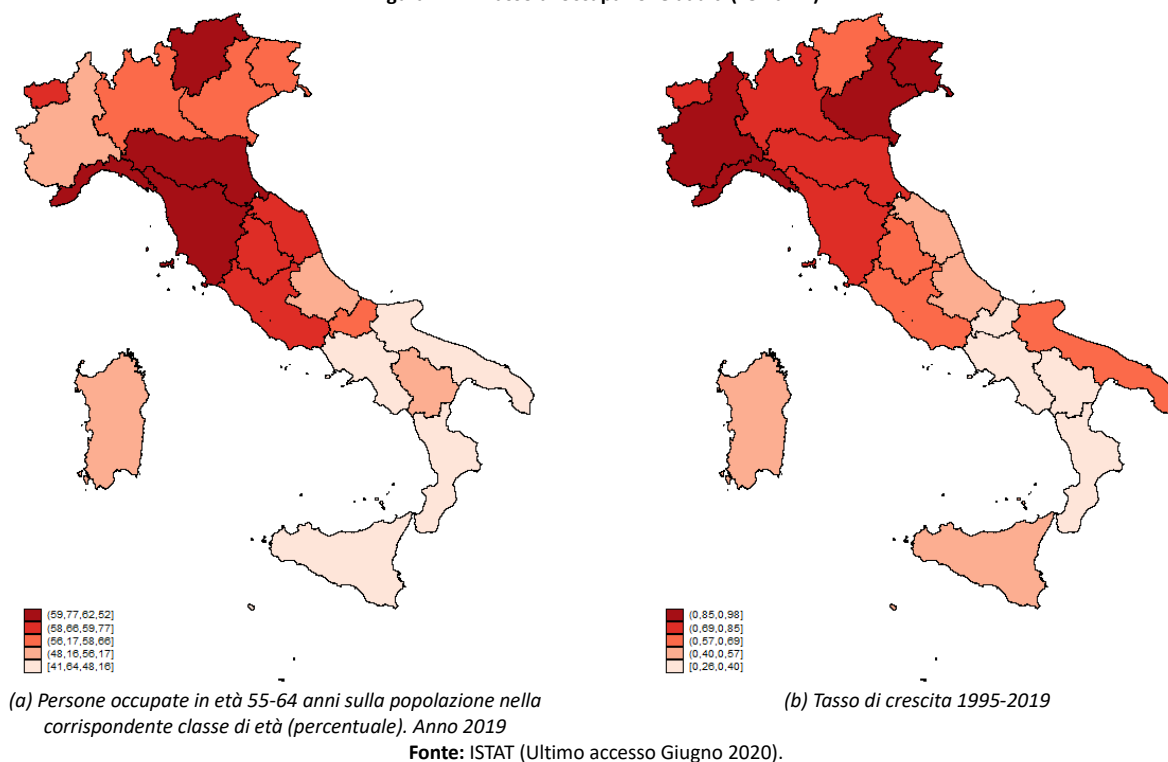 (59,77,62,52]
(58,66,59,77]
(56,17,58,66]
(48,16,56,17]
[41,64,48,16]
(0,85,0,98]
(0,69,0,85]
(0,57,0,69]
(0,40,0,57]
[0,26,0,40]
(a) Persone occupate in età 55-64 anni sulla popolazione nella
corrispondente classe di età (percentuale). Anno 2019
(b) Tasso di crescita 1995-2019
Fonte: ISTAT (Ultimo accesso Giugno 2020).